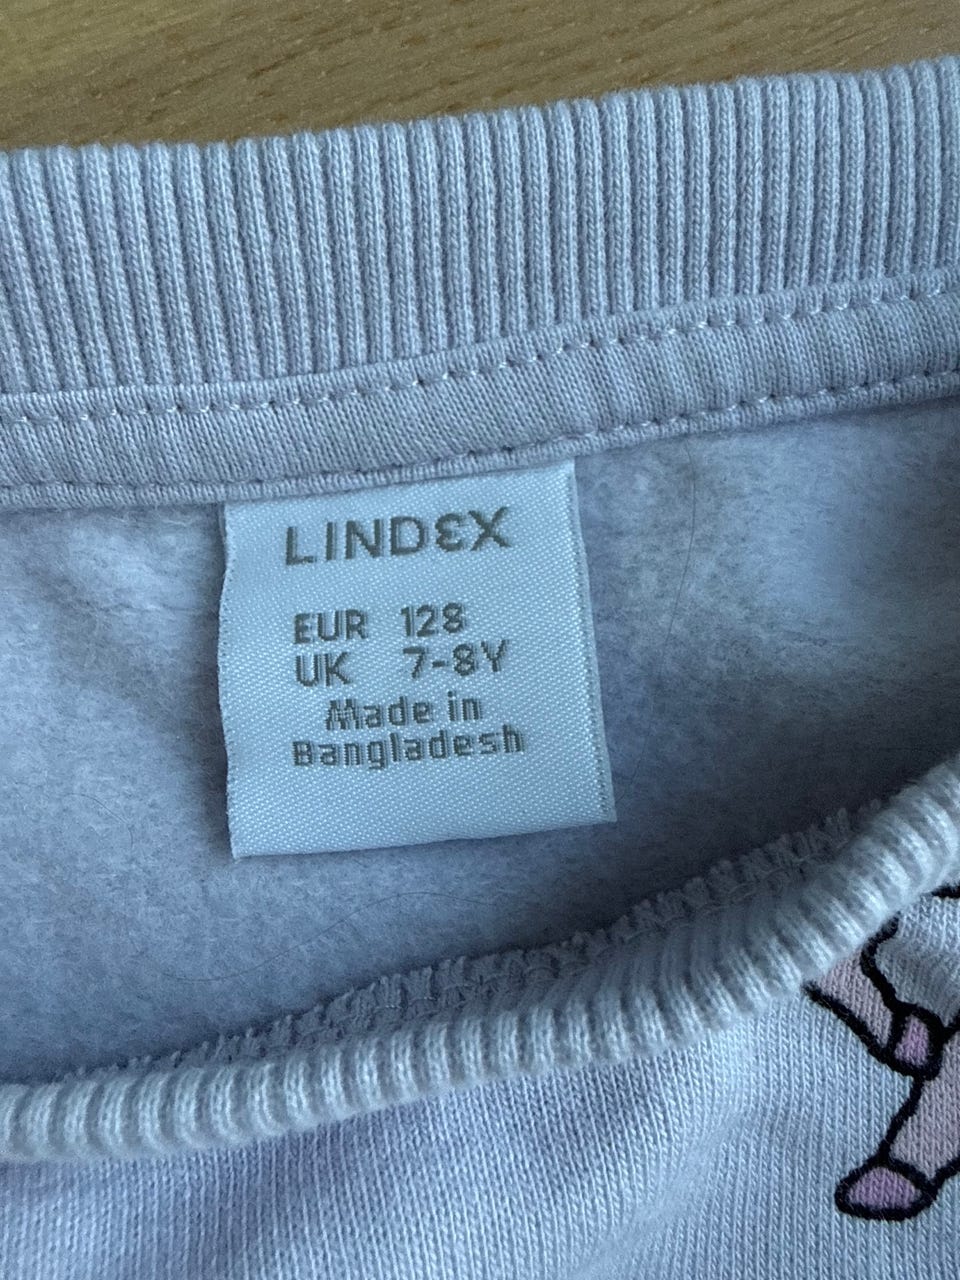 LINDEX
EUR 128
UK 7-8Y
Made in
Bangladesh